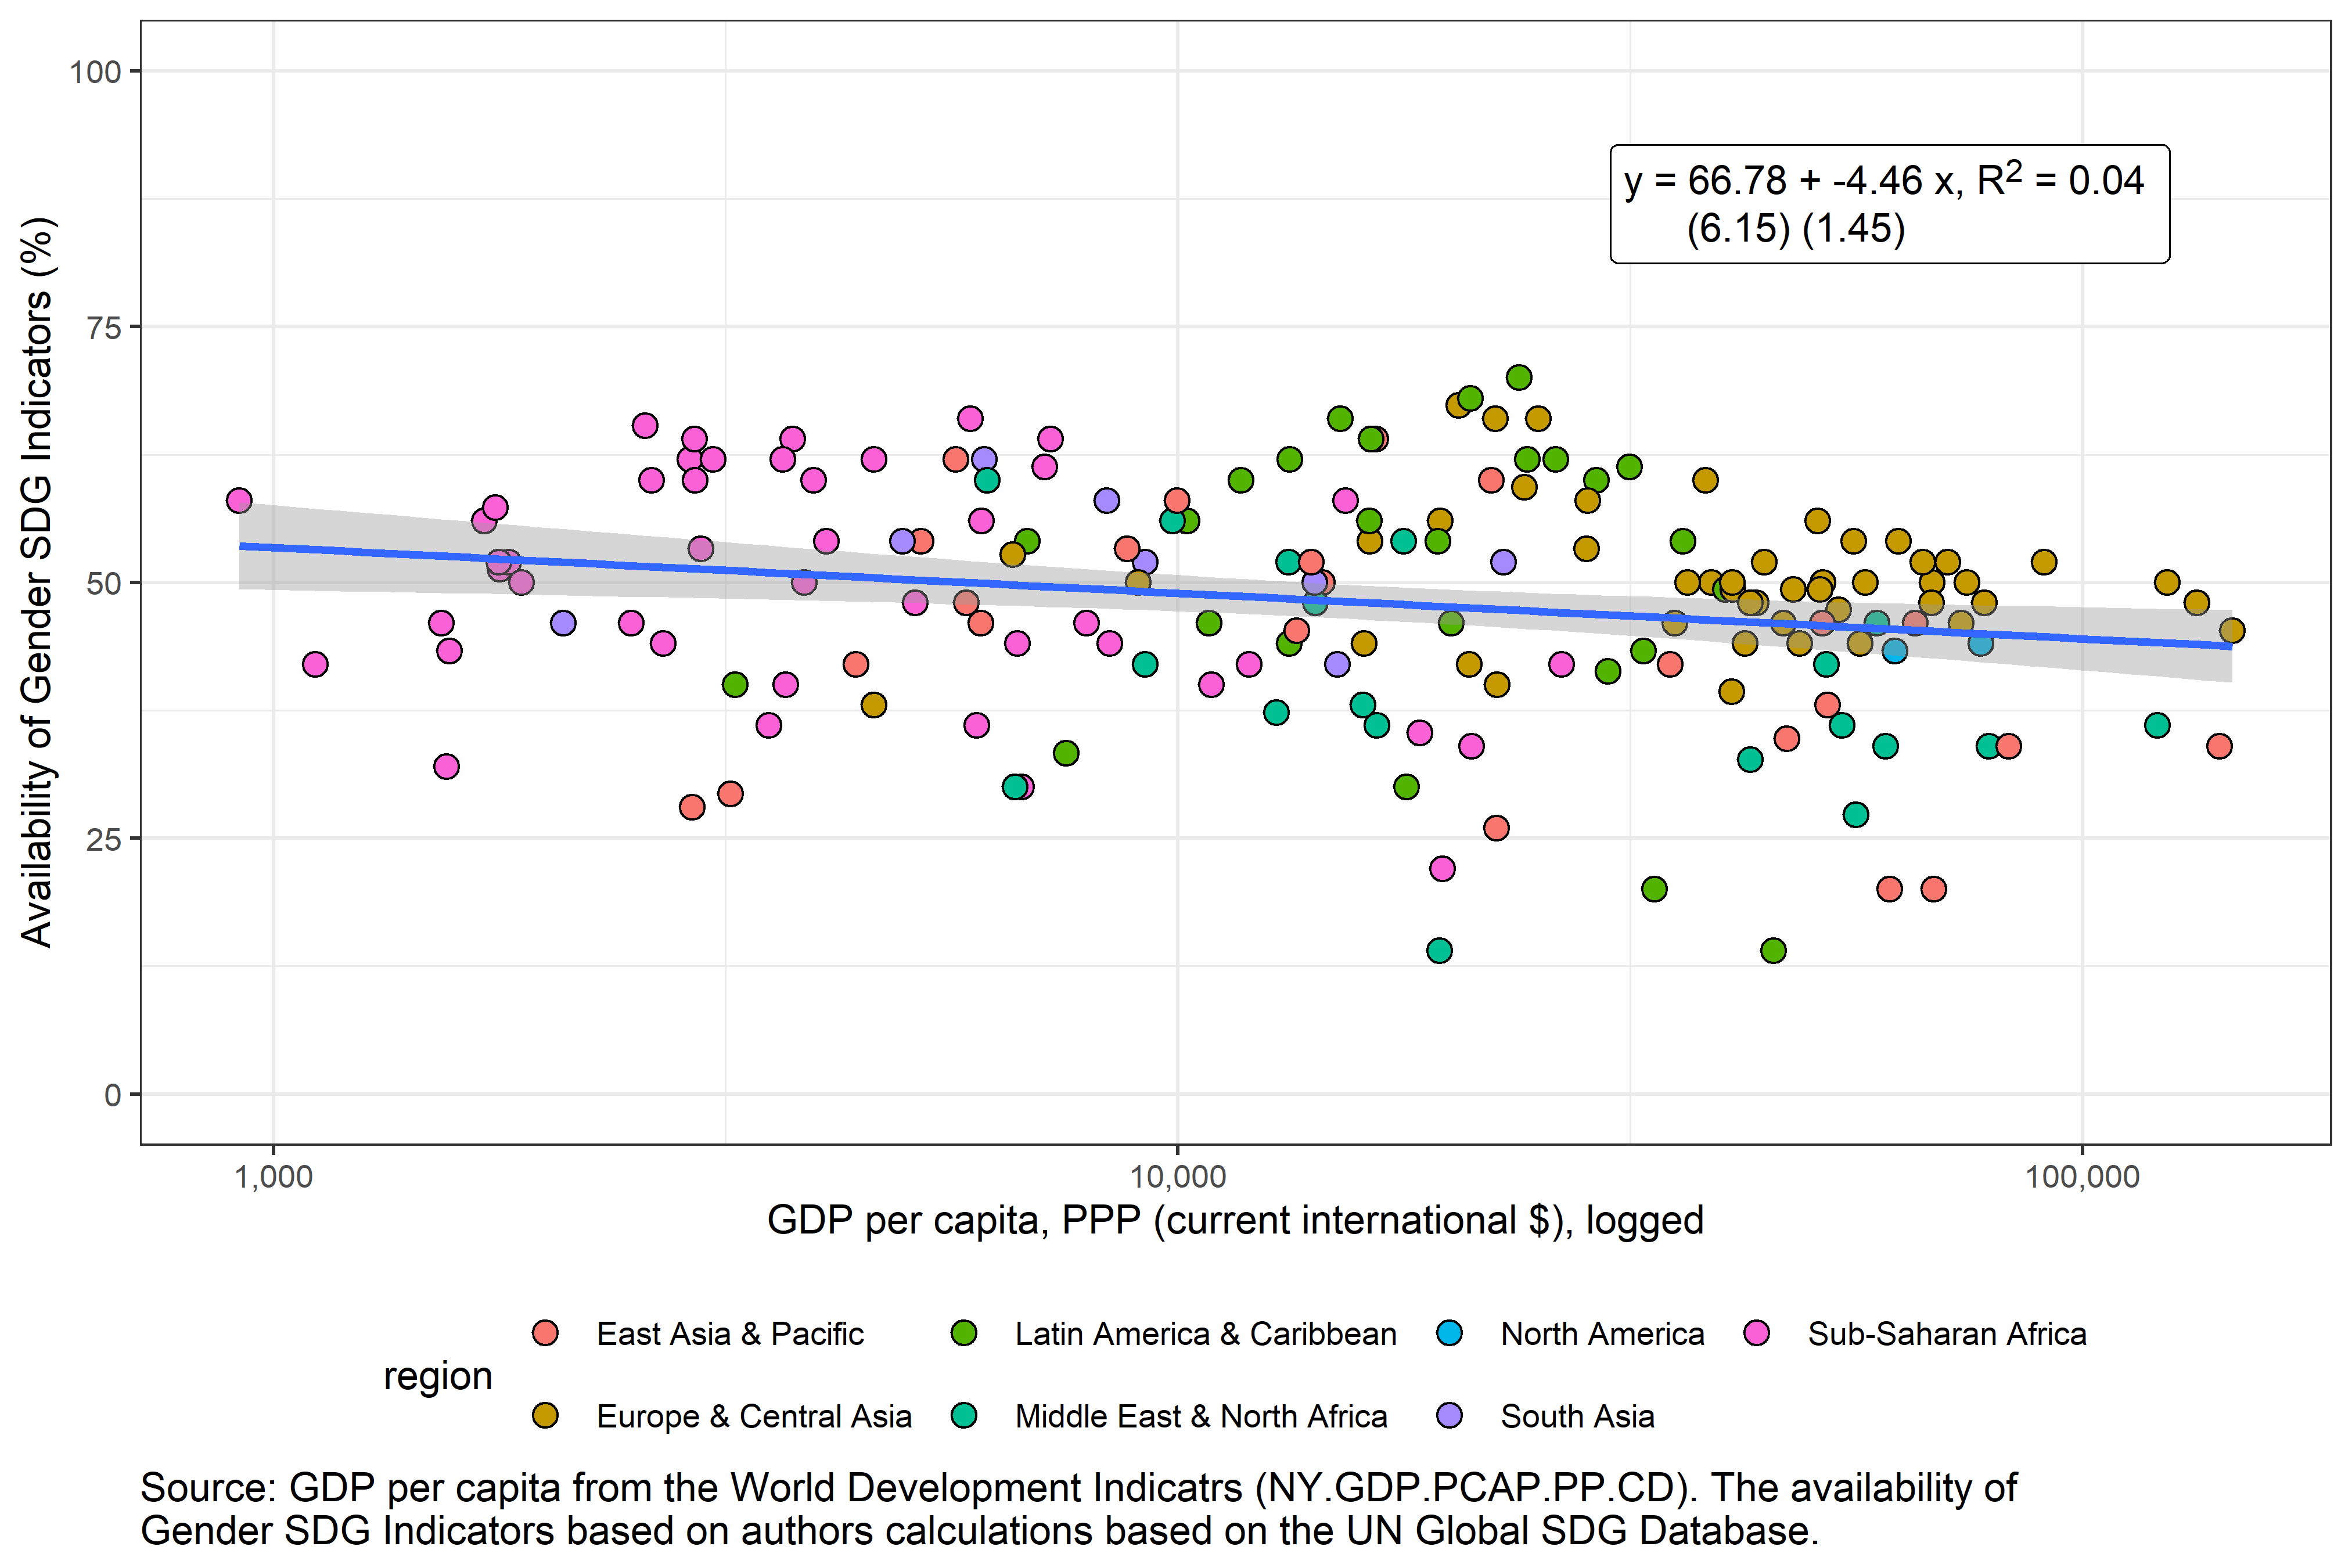 Availability of Gender SDG Indicators (%)
100
75
50
25
0
y = 66.78 + -4.46 x, R² = 0.04
(6.15) (1.45)
1,000
10,000
100,000
GDP per capita, PPP (current international $), logged
region
East Asia & Pacific
Latin America & Caribbean
North America
Sub-Saharan Africa
Europe & Central Asia
Middle East & North Africa
South Asia
Source: GDP per capita from the World Development Indicatrs (NY.GDP.PCAP.PP.CD). The availability of
Gender SDG Indicators based on authors calculations based on the UN Global SDG Database.